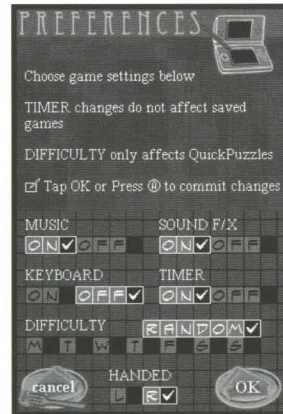 PREFERENCES
Choose game settings below
TIMER changes do not affect saved
games
DIFFICULTY only affects QuickPuzzles
Tap OK or Press Ⓡ to commit changes
MUSIC SOUND F/X
ON OFF ON OFF
KEYBOARD TIMER
ON OFF ON OFF
DIFFICULTY RANDOM
M T W T F S S
HANDED
cancel L R OK